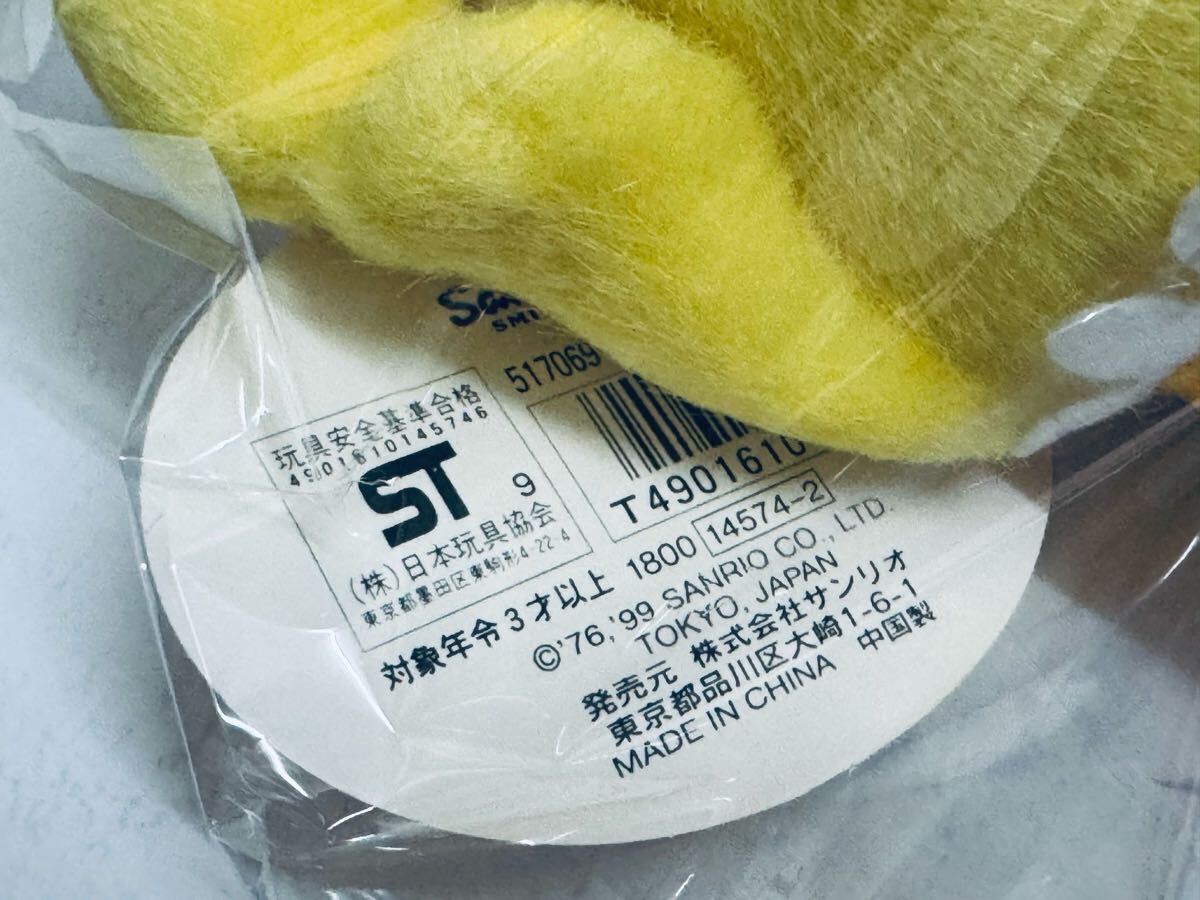 517069
玩具安全基準合格
4901610145746
ST
9
(株)日本玩具協会
東京都墨田区東駒形4-22-4
T4901610
対象年令3才以上 1800 14574-2
©'76,'99 SANRIO CO., LTD.
TOKYO, JAPAN
発売元 株式会社サンリオ
東京都品川区大崎1-6-1
MADE IN CHINA 中国製